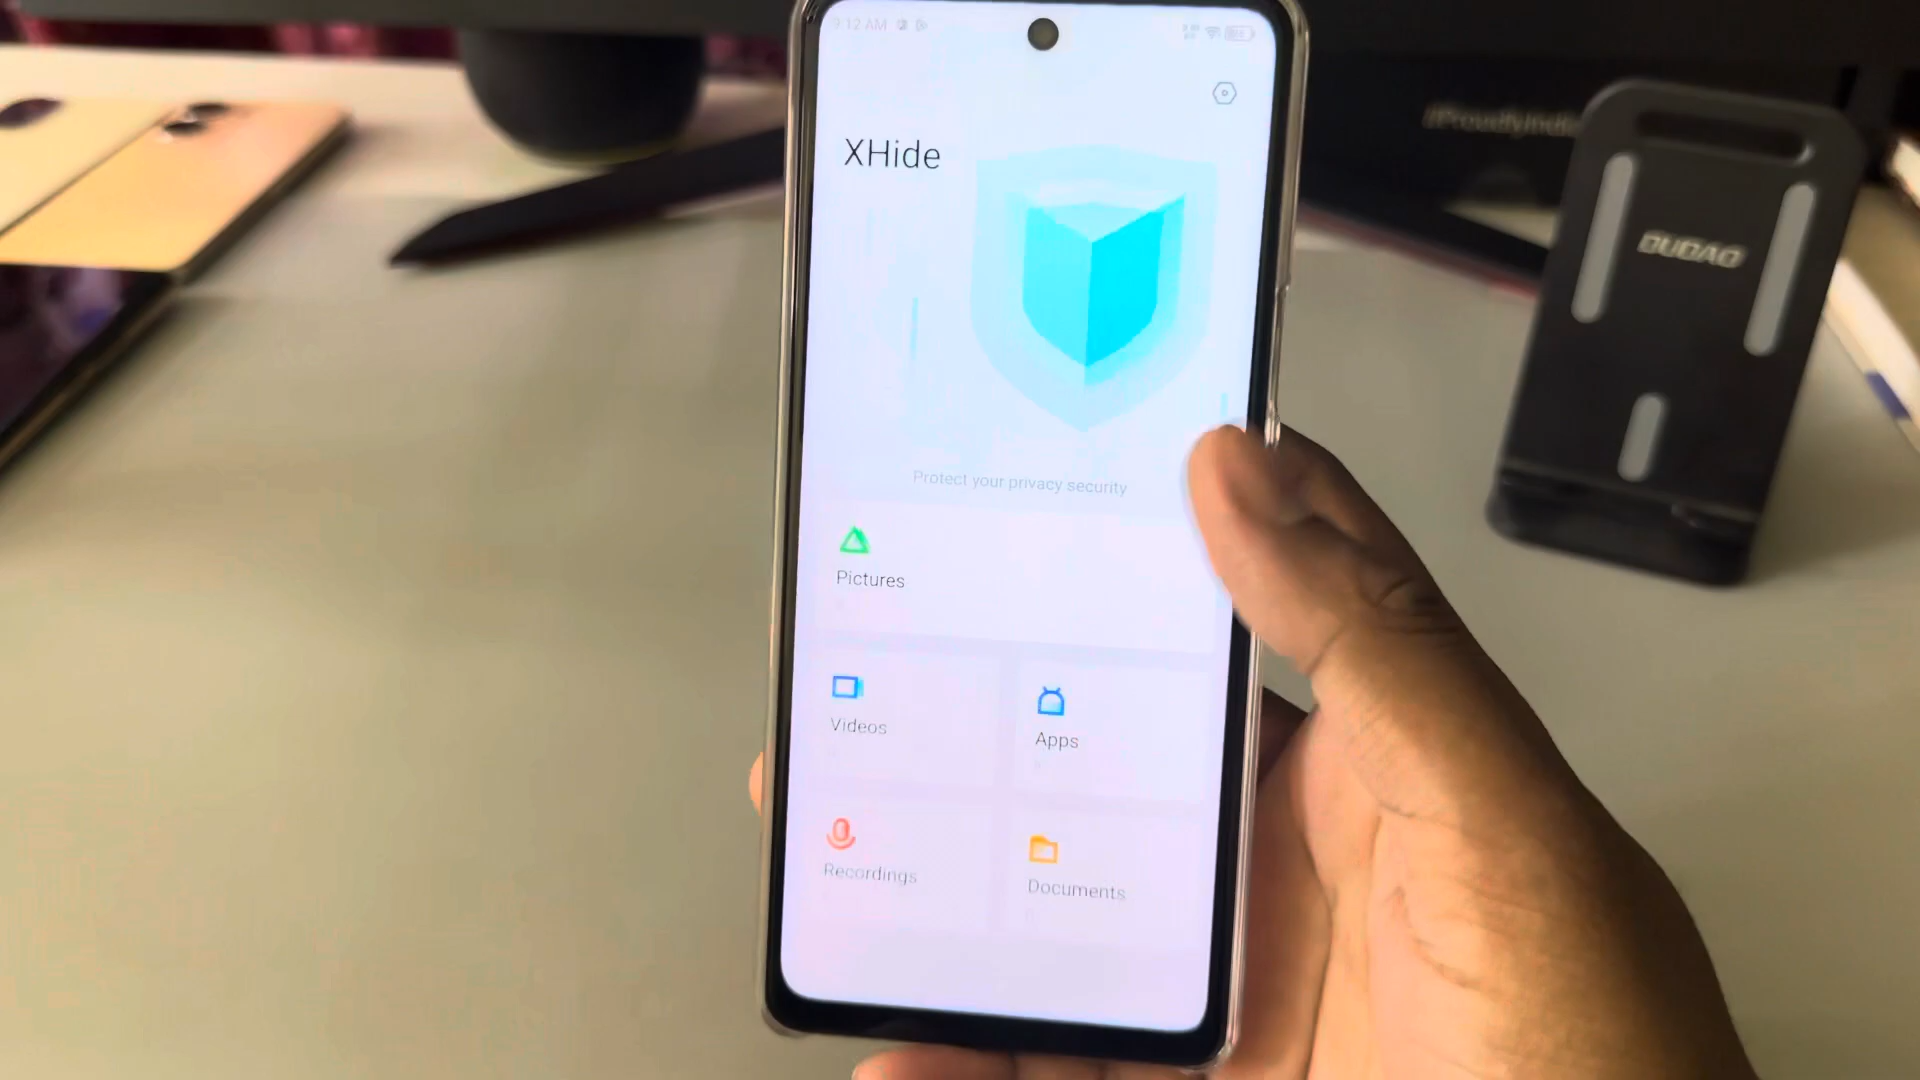 9:12 AM
XHide
Protect your privacy security
Pictures
Videos
Apps
Recordings
Documents
DUDAO